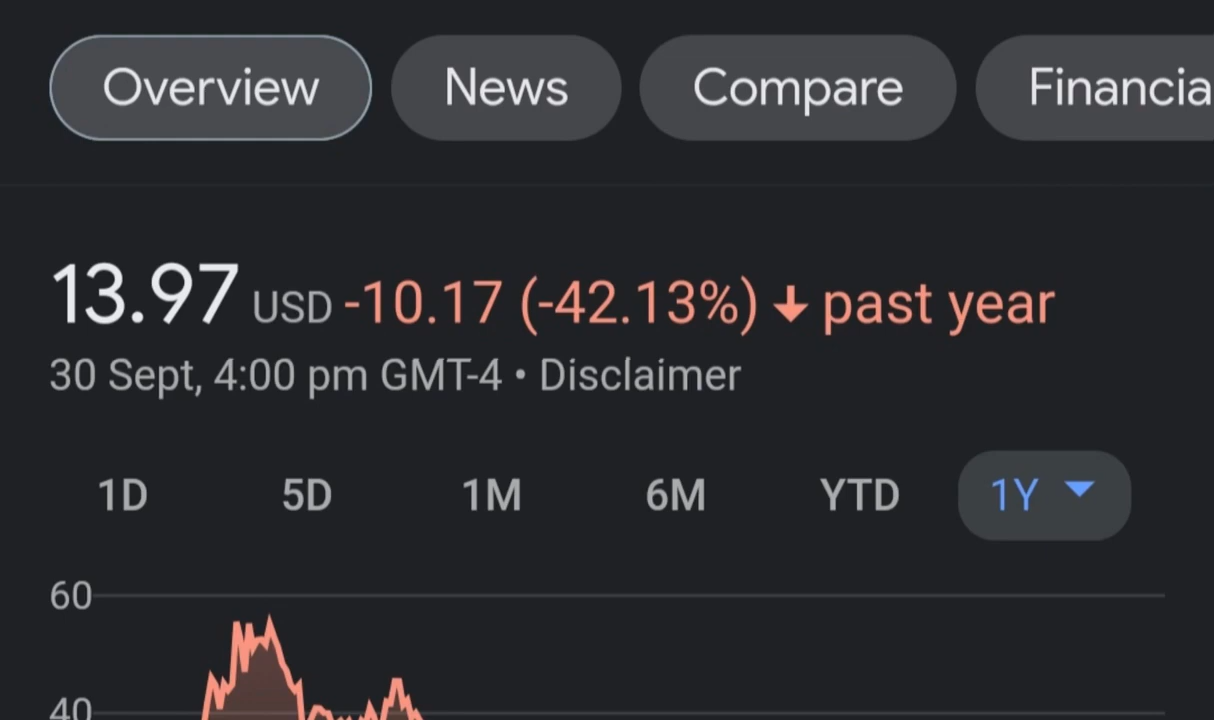 Overview News Compare Financia
13.97 USD -10.17 (-42.13%) ↓ past year
30 Sept, 4:00 pm GMT-4 • Disclaimer
1D 5D 1M 6M YTD 1Y
60
40